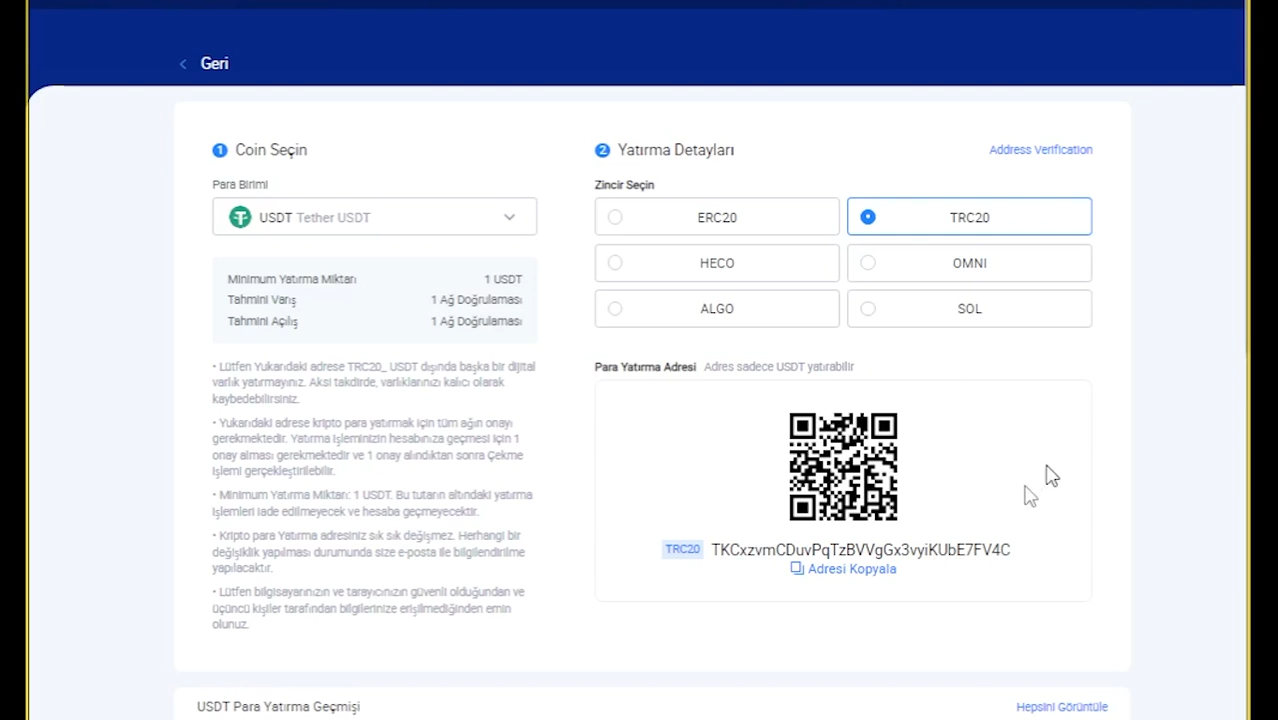 Geri
1 Coin Seçin
Para Birimi
USDT Tether USDT
Minimum Yatırma Miktarı 1 USDT
Tahmini Varış 1 Ağ Doğrulaması
Tahmini Açılış 1 Ağ Doğrulaması
• Lütfen Yukarıdaki adrese TRC20_ USDT dışında başka bir dijital
varlık yatırmayınız. Aksi takdirde, varlıklarınızı kalıcı olarak
kaybedebilirsiniz.
• Yukarıdaki adrese kripto para yatırmak için tüm ağın onayı
gerekmektedir. Yatırma işleminizin hesabınıza geçmesi için 1
onay alması gerekmektedir ve 1 onay alındıktan sonra Çekme
işlemi gerçekleştirilebilir.
• Minimum Yatırma Miktarı: 1 USDT. Bu tutarın altındaki yatırma
işlemleri iade edilmeyecek ve hesaba geçmeyecektir.
• Kripto para Yatırma adresiniz sık sık değişmez. Herhangi bir
değişiklik yapılması durumunda size e-posta ile bilgilendirilme
yapılacaktır.
• Lütfen bilgisayarınızın ve tarayıcınızın güvenli olduğundan ve
üçüncü kişiler tarafından bilgilerinize erişilmediğinden emin
olunuz.
2 Yatırma Detayları
Address Verification
Zincir Seçin
ERC20 TRC20
HECO OMNI
ALGO SOL
Para Yatırma Adresi Adres sadece USDT yatırabilir
TRC20 TKCxzvmCDuvPqTzBVVgGx3vyiKUbE7FV4C
Adresi Kopyala
USDT Para Yatırma Geçmişi Hepsini Görüntüle